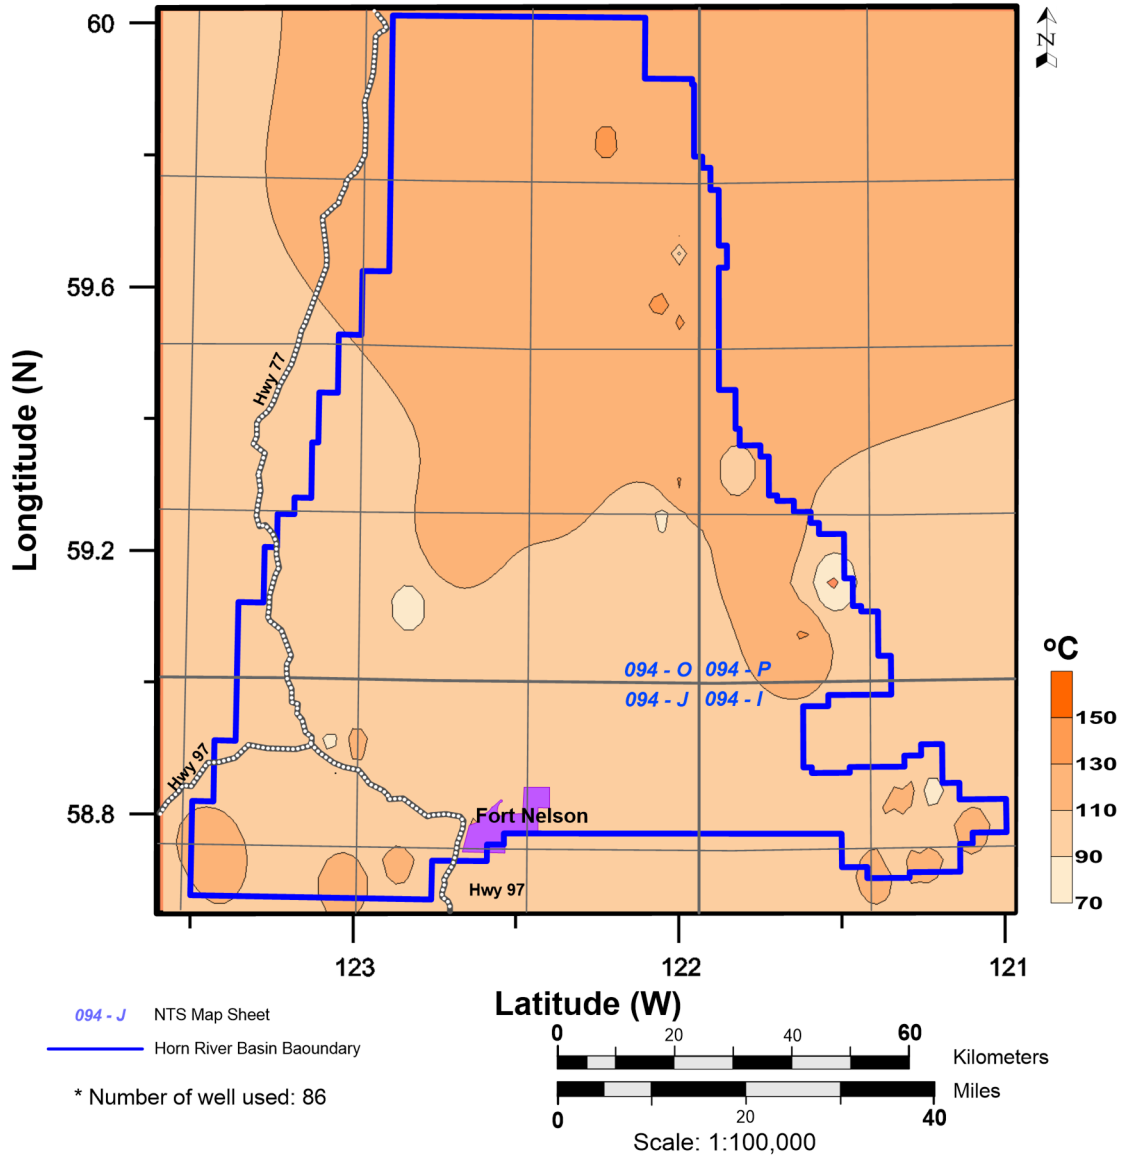 60
N
59.6
Hwy 77
Longtitude (N)
59.2
094 - O 094 - P
094 - J 094 - I
°C
150
130
110
90
70
Hwy 97
58.8
Fort Nelson
Hwy 97
123
122
121
Latitude (W)
094 - J NTS Map Sheet
Horn River Basin Baoundary
* Number of well used: 86
0 20 40 60
Kilometers
Miles
0 20 40
Scale: 1:100,000